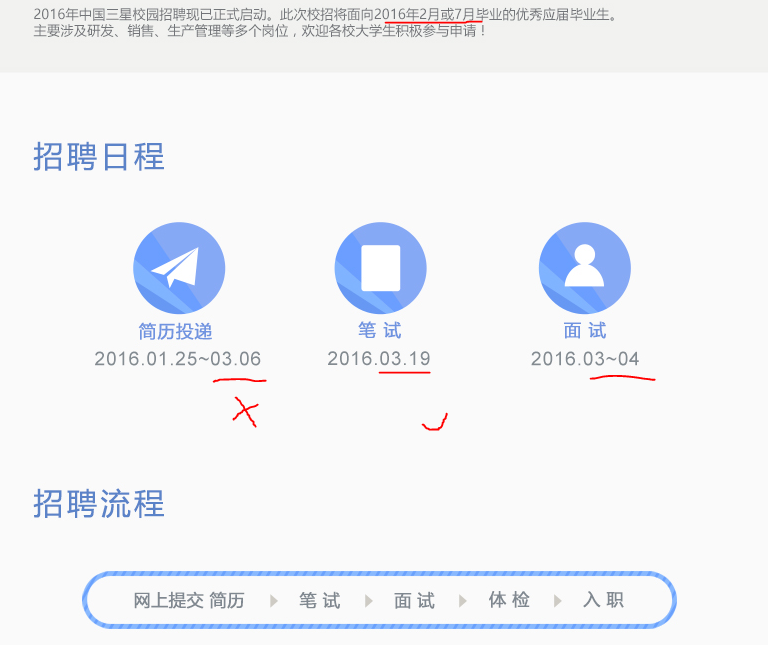 2016年中国三星校园招聘现已正式启动。此次校招将面向2016年2月或7月毕业的优秀应届毕业生。
主要涉及研发、销售、生产管理等多个岗位，欢迎各校大学生积极参与申请！
招聘日程
简历投递 笔 试 面 试
2016.01.25~03.06 2016.03.19 2016.03~04
招聘流程
网上提交 简历 笔 试 面 试 体 检 入 职